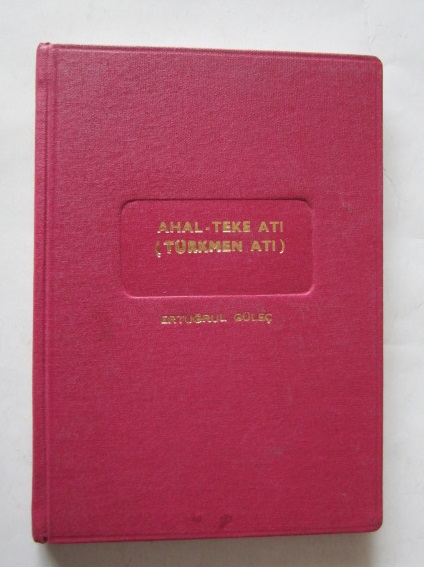 AHAL-TEKE ATI
(TÜRKMEN ATI)
ERTUĞRUL GÜLEÇ